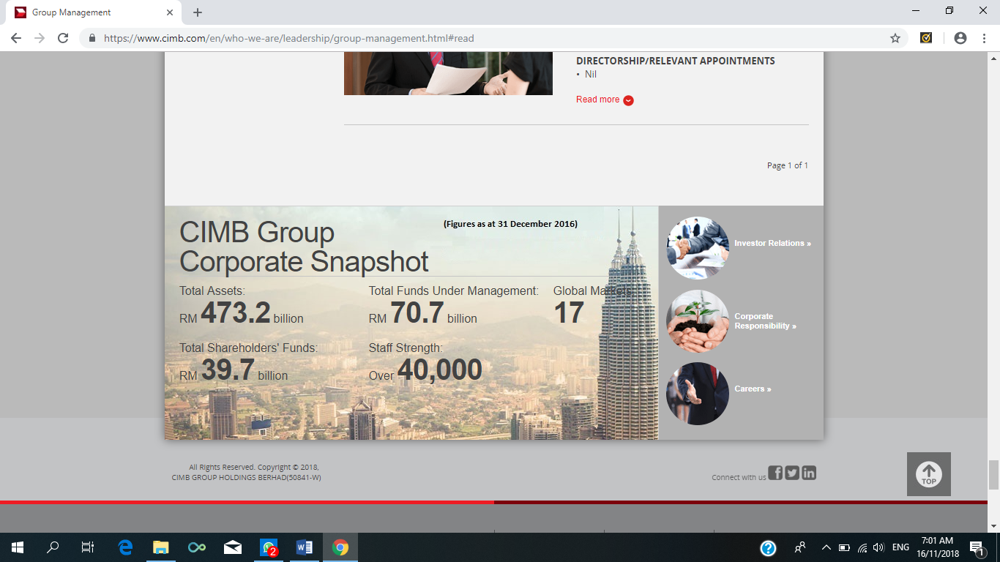 Group Management
https://www.cimb.com/en/who-we-are/leadership/group-management.html#read
DIRECTORSHIP/RELEVANT APPOINTMENTS
• Nil
Read more
Page 1 of 1
CIMB Group
Corporate Snapshot
(Figures as at 31 December 2016)
Total Assets:
RM 473.2 billion
Total Funds Under Management:
RM 70.7 billion
Global Markets:
17
Total Shareholders' Funds:
RM 39.7 billion
Staff Strength:
Over 40,000
Investor Relations »
Corporate
Responsibility »
Careers »
All Rights Reserved. Copyright © 2018,
CIMB GROUP HOLDINGS BERHAD(50841-W)
Connect with us
TOP
2
ENG
7:01 AM
16/11/2018
1